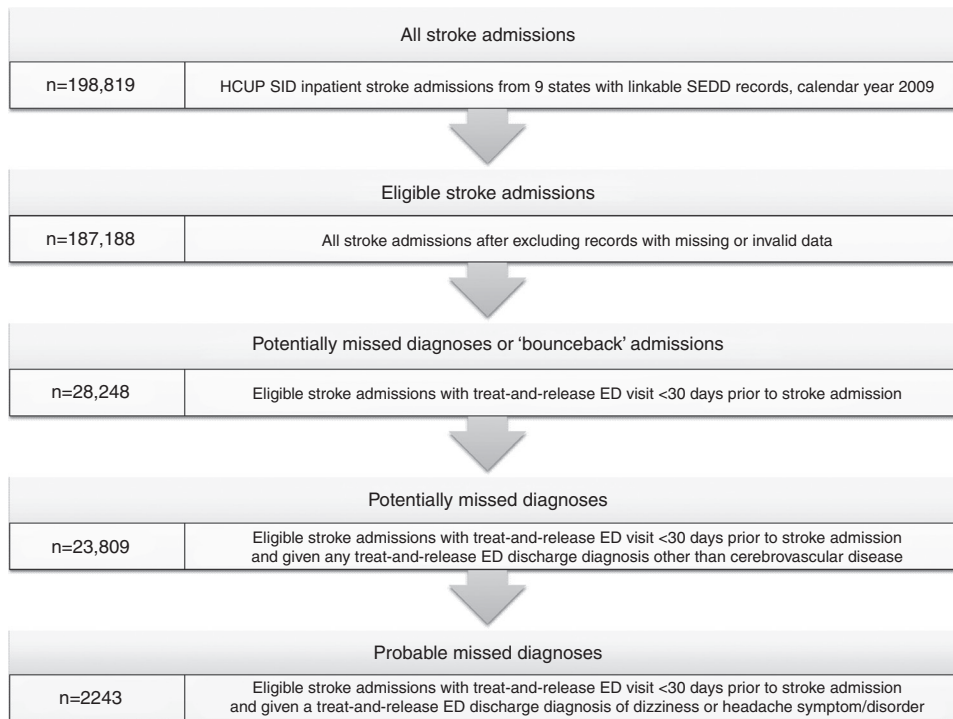 All stroke admissions
n=198,819
HCUP SID inpatient stroke admissions from 9 states with linkable SEDD records, calendar year 2009
Eligible stroke admissions
n=187,188
All stroke admissions after excluding records with missing or invalid data
Potentially missed diagnoses or 'bounceback' admissions
n=28,248
Eligible stroke admissions with treat-and-release ED visit <30 days prior to stroke admission
Potentially missed diagnoses
n=23,809
Eligible stroke admissions with treat-and-release ED visit <30 days prior to stroke admission
and given any treat-and-release ED discharge diagnosis other than cerebrovascular disease
Probable missed diagnoses
n=2243
Eligible stroke admissions with treat-and-release ED visit <30 days prior to stroke admission
and given a treat-and-release ED discharge diagnosis of dizziness or headache symptom/disorder